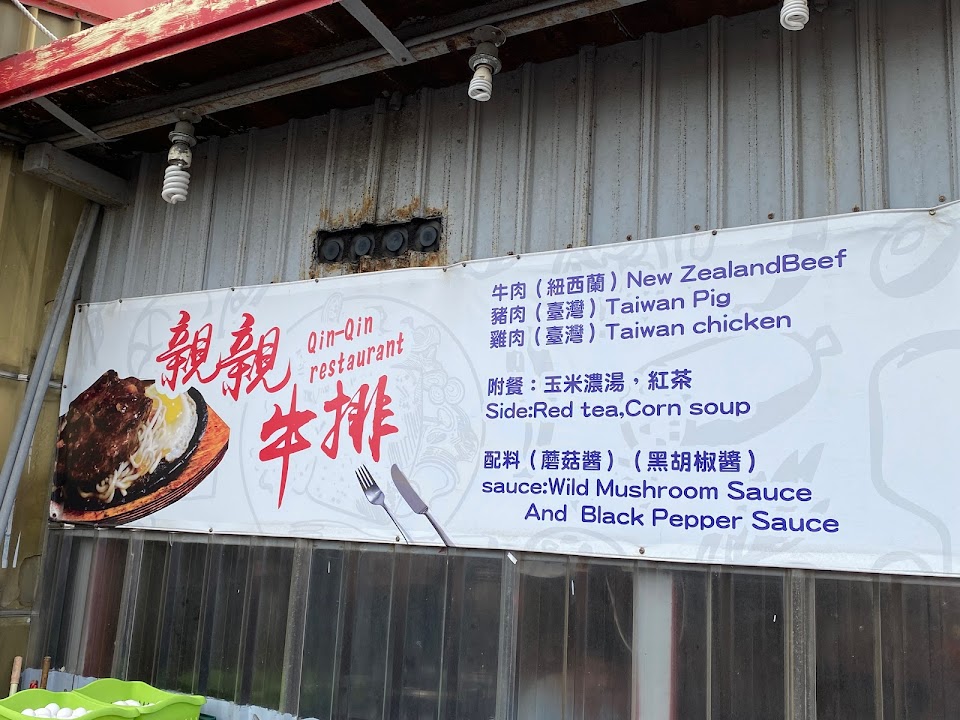 親親
Qin-Qin
restaurant
牛排
牛肉（紐西蘭）New ZealandBeef
豬肉（臺灣）Taiwan Pig
雞肉（臺灣）Taiwan chicken
附餐：玉米濃湯，紅茶
Side:Red tea,Corn soup
配料（蘑菇醬）（黑胡椒醬）
sauce:Wild Mushroom Sauce
And Black Pepper Sauce